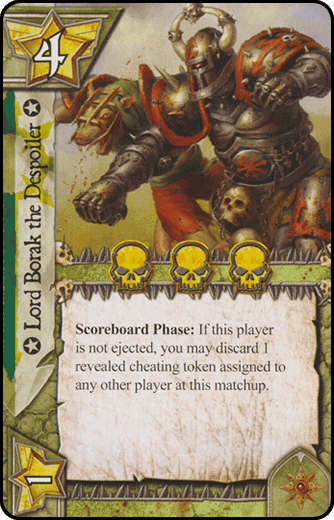 4
✪ Lord Borak the Despoiler ✪
Scoreboard Phase: If this player
is not ejected, you may discard 1
revealed cheating token assigned to
any other player at this matchup.
1